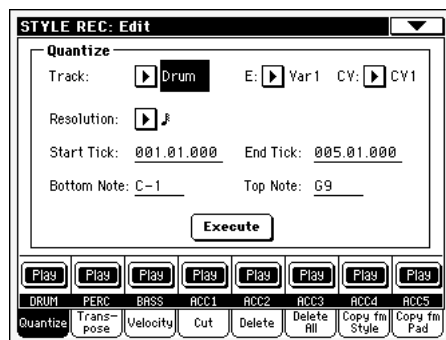 STYLE REC: Edit
Quantize
Track: Drum E: Var1 CV: CV1
Resolution:
Start Tick: 001.01.000 End Tick: 005.01.000
Bottom Note: C-1 Top Note: G9
Execute
Play Play Play Play Play Play Play Play
DRUM PERC BASS ACC1 ACC2 ACC3 ACC4 ACC5
Quantize Trans-pose Velocity Cut Delete Delete All Copy fm Style Copy fm Pad